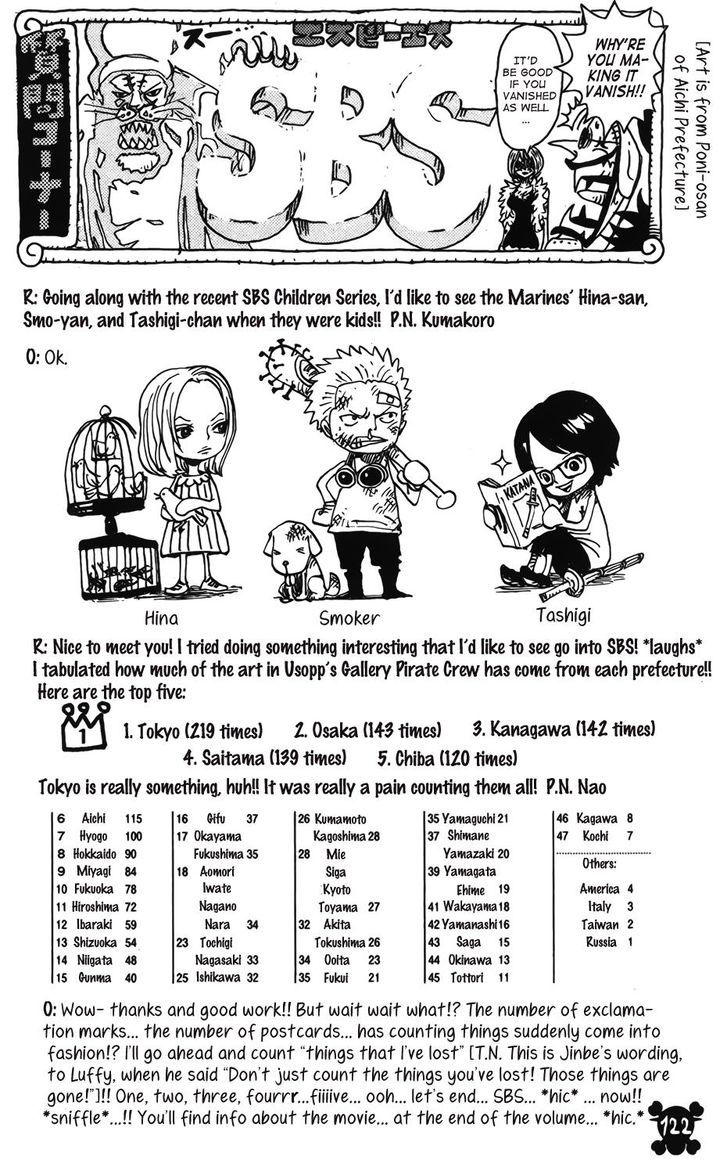 質問コーナー
スー
エスビーエス
SBS
IT'D
BE GOOD
IF YOU
VANISHED
AS WELL
...
WHY'RE
YOU MA-
KING IT
VANISH!!
[Art is from Poni-osan
of Aichi Prefecture]
R: Going along with the recent SBS Children Series, I'd like to see the Marines' Hina-san,
Smo-yan, and Tashigi-chan when they were kids!! P.N. Kumakoro
O: Ok.
KATANA
Hina
Smoker
Tashigi
R: Nice to meet you! I tried doing something interesting that I'd like to see go into SBS! *laughs*
I tabulated how much of the art in Usopp's Gallery Pirate Crew has come from each prefecture!!
Here are the top five:
1
1. Tokyo (219 times) 2. Osaka (143 times) 3. Kanagawa (142 times)
4. Saitama (139 times) 5. Chiba (120 times)
Tokyo is really something, huh!! It was really a pain counting them all! P.N. Nao
6 Aichi 115
7 Hyogo 100
8 Hokkaido 90
9 Miyagi 84
10 Fukuoka 78
11 Hiroshima 72
12 Ibaraki 59
13 Shizuoka 54
14 Niigata 48
15 Gunma 40
16 Gifu 37
17 Okayama
Fukushima 35
18 Aomori
Iwate
Nagano
Nara 34
23 Tochigi
Nagasaki 33
25 Ishikawa 32
26 Kumamoto
Kagoshima 28
28 Mie
Siga
Kyoto
Toyama 27
32 Akita
Tokushima 26
34 Ooita 23
35 Fukui 21
35 Yamaguchi 21
37 Shimane
Yamazaki 20
39 Yamagata
Ehime 19
41 Wakayama 18
42 Yamanashi 16
43 Saga 15
44 Okinawa 13
45 Tottori 11
46 Kagawa 8
47 Kochi 7
Others:
America 4
Italy 3
Taiwan 2
Russia 1
O: Wow- thanks and good work!! But wait wait what!? The number of exclama-
tion marks... the number of postcards... has counting things suddenly come into
fashion!? I'll go ahead and count "things that I've lost" [T.N. This is Jinbe's wording,
to Luffy, when he said "Don't just count the things you've lost! Those things are
gone!"]!! One, two, three, fourrr...fiiiive... ooh... let's end... SBS... *hic* ... now!!
*sniffle*...!! You'll find info about the movie... at the end of the volume... *hic.*
122